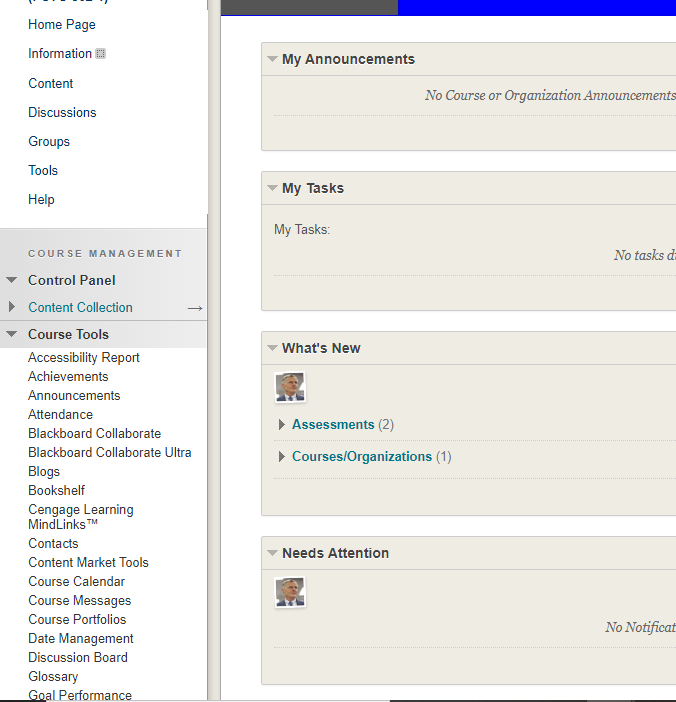 Home Page
Information
Content
Discussions
Groups
Tools
Help
COURSE MANAGEMENT
Control Panel
Content Collection
Course Tools
Accessibility Report
Achievements
Announcements
Attendance
Blackboard Collaborate
Blackboard Collaborate Ultra
Blogs
Bookshelf
Cengage Learning
MindLinks™
Contacts
Content Market Tools
Course Calendar
Course Messages
Course Portfolios
Date Management
Discussion Board
Glossary
Goal Performance
My Announcements
No Course or Organization Announcements
My Tasks
My Tasks:
No tasks
What's New
Assessments (2)
Courses/Organizations (1)
Needs Attention
No